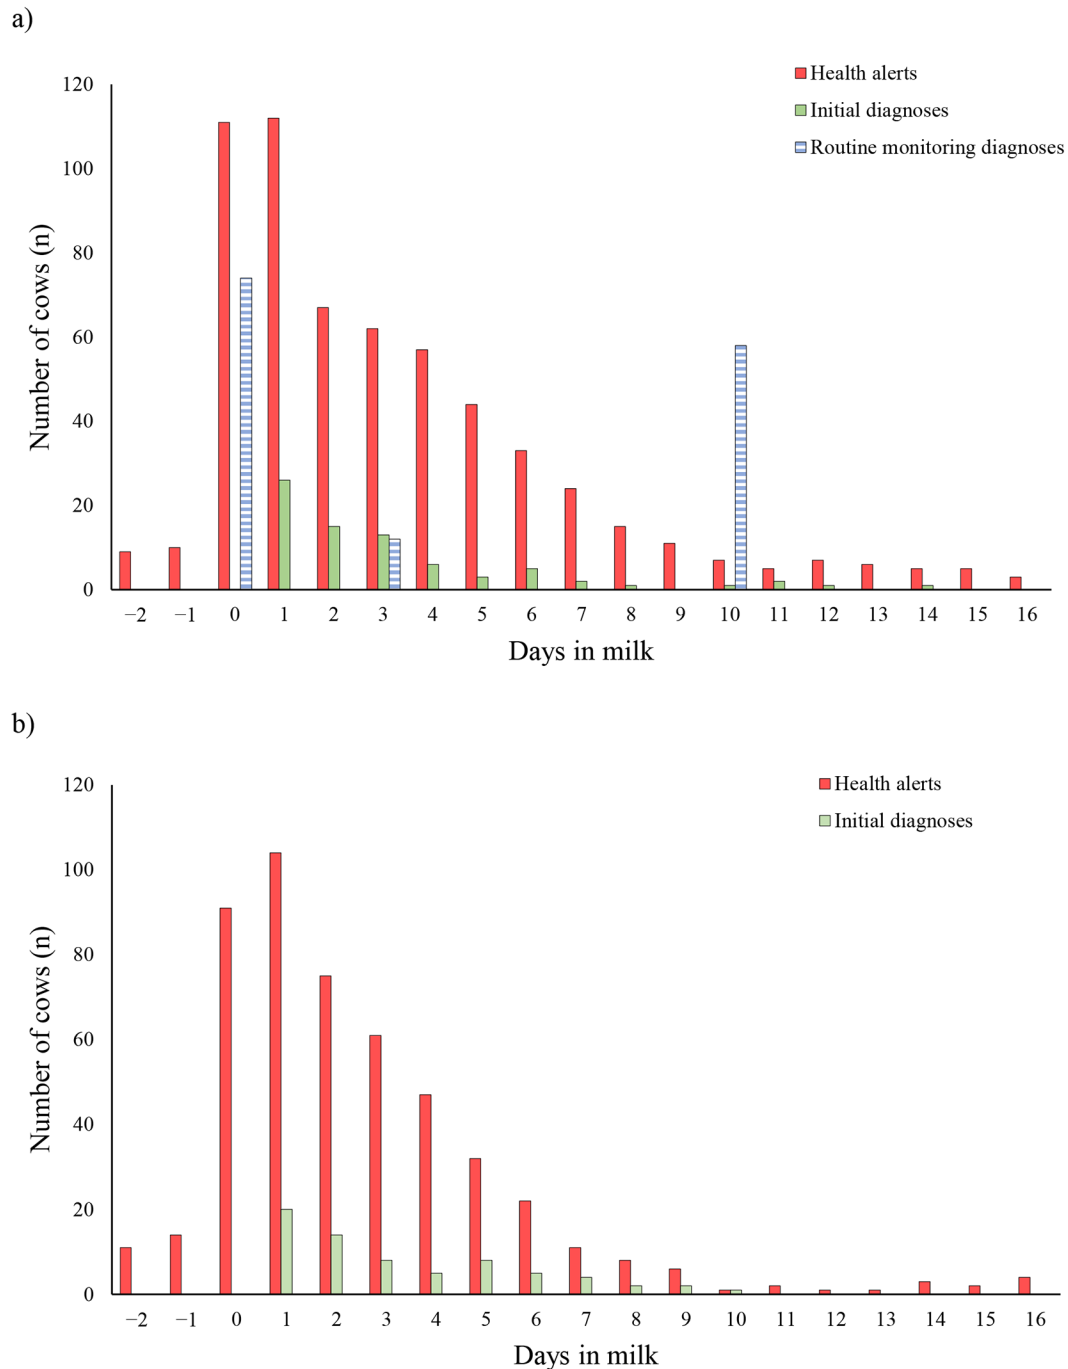 a)
Health alerts
Initial diagnoses
Routine monitoring diagnoses
120
100
80
60
40
20
0
Number of cows (n)
−2 −1 0 1 2 3 4 5 6 7 8 9 10 11 12 13 14 15 16
Days in milk
b)
Health alerts
Initial diagnoses
120
100
80
60
40
20
0
Number of cows (n)
−2 −1 0 1 2 3 4 5 6 7 8 9 10 11 12 13 14 15 16
Days in milk